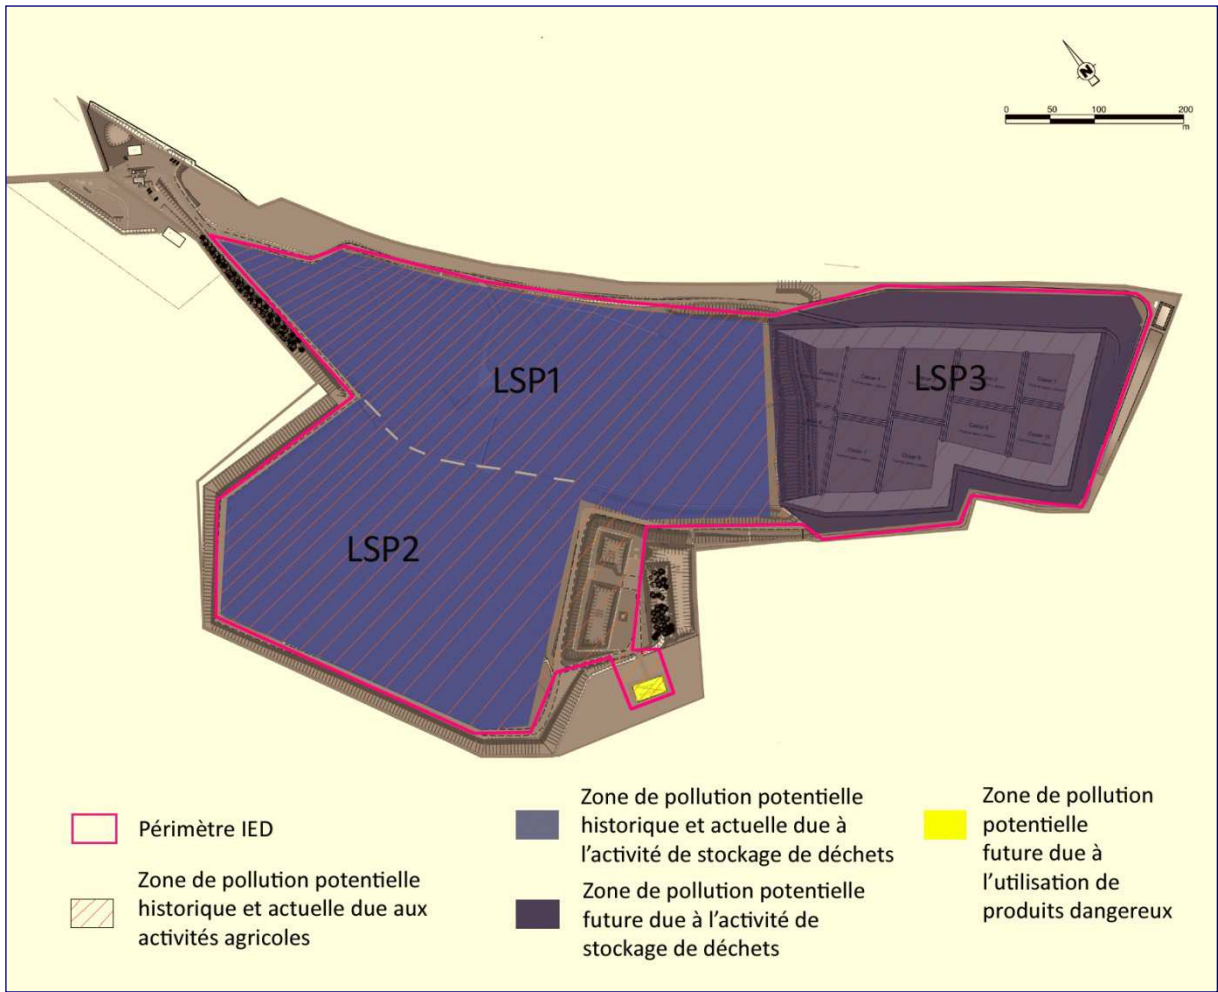 N
0 50 100 200
m
LSP1
LSP3
LSP2
Périmètre IED
Zone de pollution potentielle
historique et actuelle due aux
activités agricoles
Zone de pollution potentielle
historique et actuelle due à
l'activité de stockage de déchets
Zone de pollution potentielle
future due à l'activité de
stockage de déchets
Zone de pollution
potentielle
future due à
l'utilisation de
produits dangereux